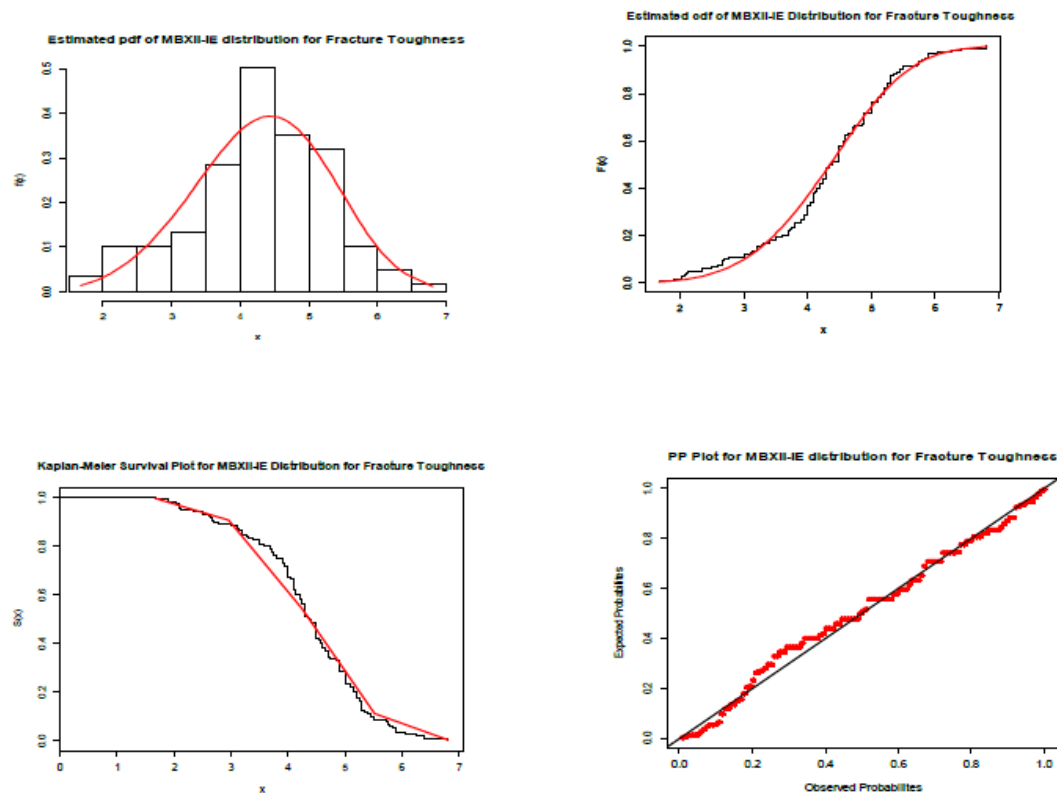 Estimated pdf of MBXII-IE distribution for Fracture Toughness
f(x)
0.0 0.1 0.2 0.3 0.4 0.5
2 3 4 5 6 7
x
Estimated cdf of MBXII-IE Distribution for Fracture Toughness
F(x)
0.0 0.2 0.4 0.6 0.8 1.0
2 3 4 5 6 7
x
Kaplan-Meier Survival Plot for MBXII-IE Distribution for Fracture Toughness
S(x)
0.0 0.2 0.4 0.6 0.8 1.0
0 1 2 3 4 5 6 7
x
PP Plot for MBXII-IE distribution for Fracture Toughness
Expected Probabilities
0.0 0.2 0.4 0.6 0.8 1.0
0.0 0.2 0.4 0.6 0.8 1.0
Observed Probabilites